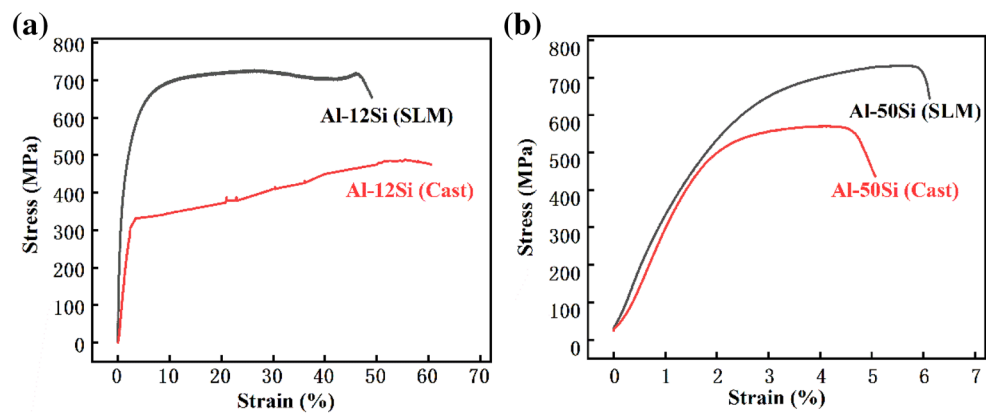 (a)
800
700
600
500
400
300
200
100
0
Stress (MPa)
Al-12Si (SLM)
Al-12Si (Cast)
0 10 20 30 40 50 60 70
Strain (%)
(b)
800
700
600
500
400
300
200
100
0
Stress (MPa)
Al-50Si (SLM)
Al-50Si (Cast)
0 1 2 3 4 5 6 7
Strain (%)